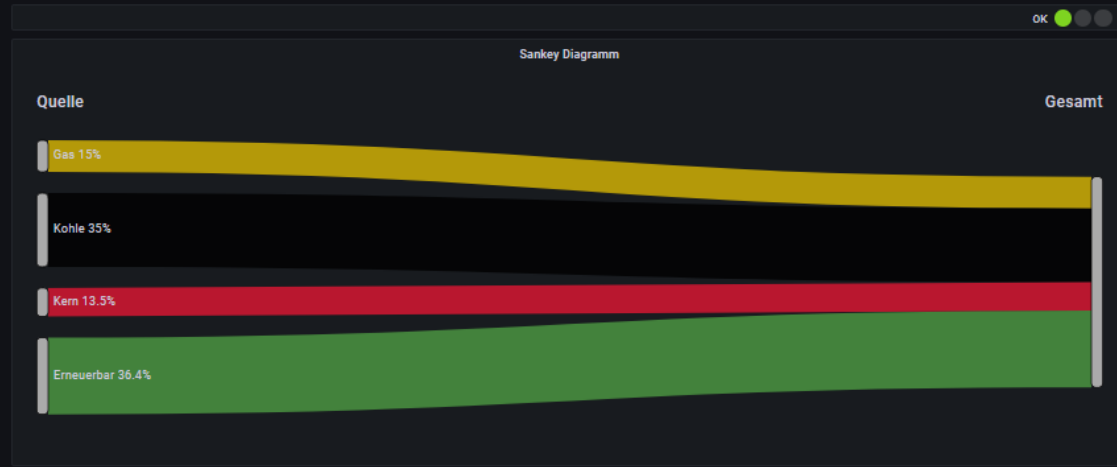 OK
Sankey Diagramm
Quelle
Gesamt
Gas 15%
Kohle 35%
Kern 13.5%
Erneuerbar 36.4%